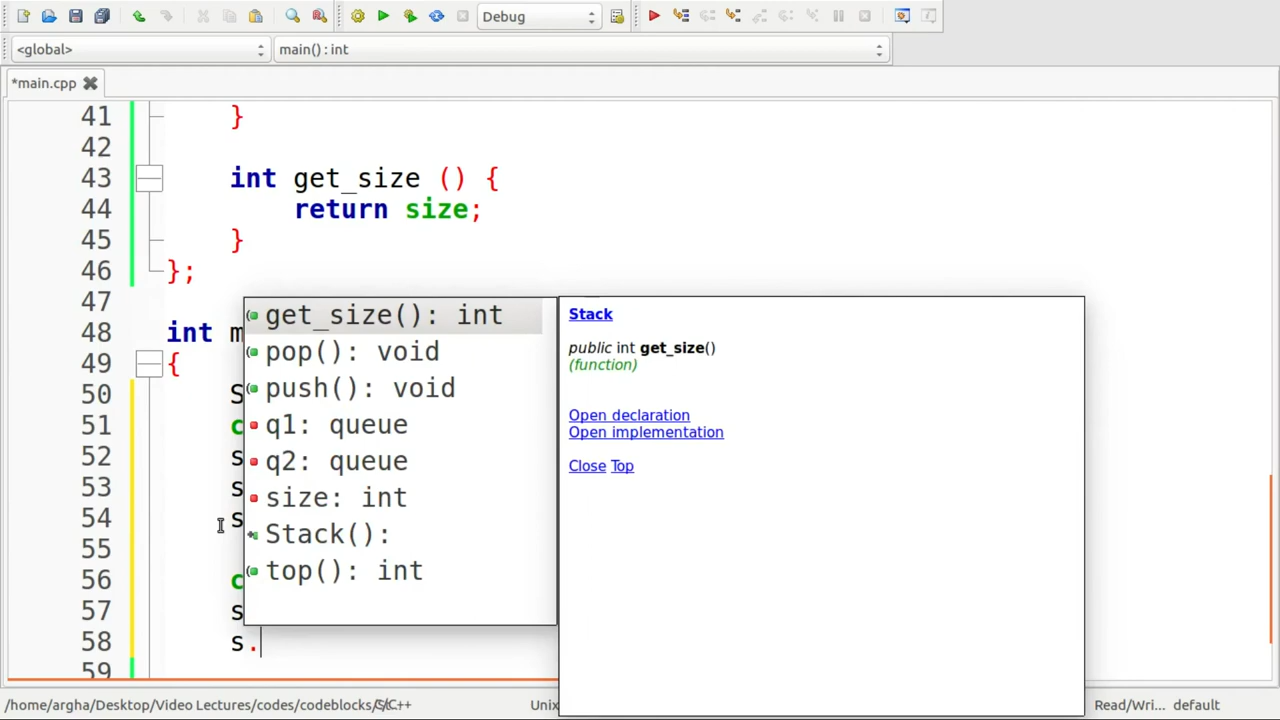 Debug
<global> main() : int
*main.cpp
41 }
42
43 int get_size () {
44 return size;
45 }
46 };
47
48 int m
49 {
50 S
51 c
52 s
53 s
54 s
55
56 c
57 s
58 s.
59
get_size(): int
pop(): void
push(): void
q1: queue
q2: queue
size: int
Stack():
top(): int
Stack
public int get_size()
(function)
Open declaration
Open implementation
Close Top
/home/argha/Desktop/Video Lectures/codes/codeblocks/ C/C++ Unix Read/Wri... default